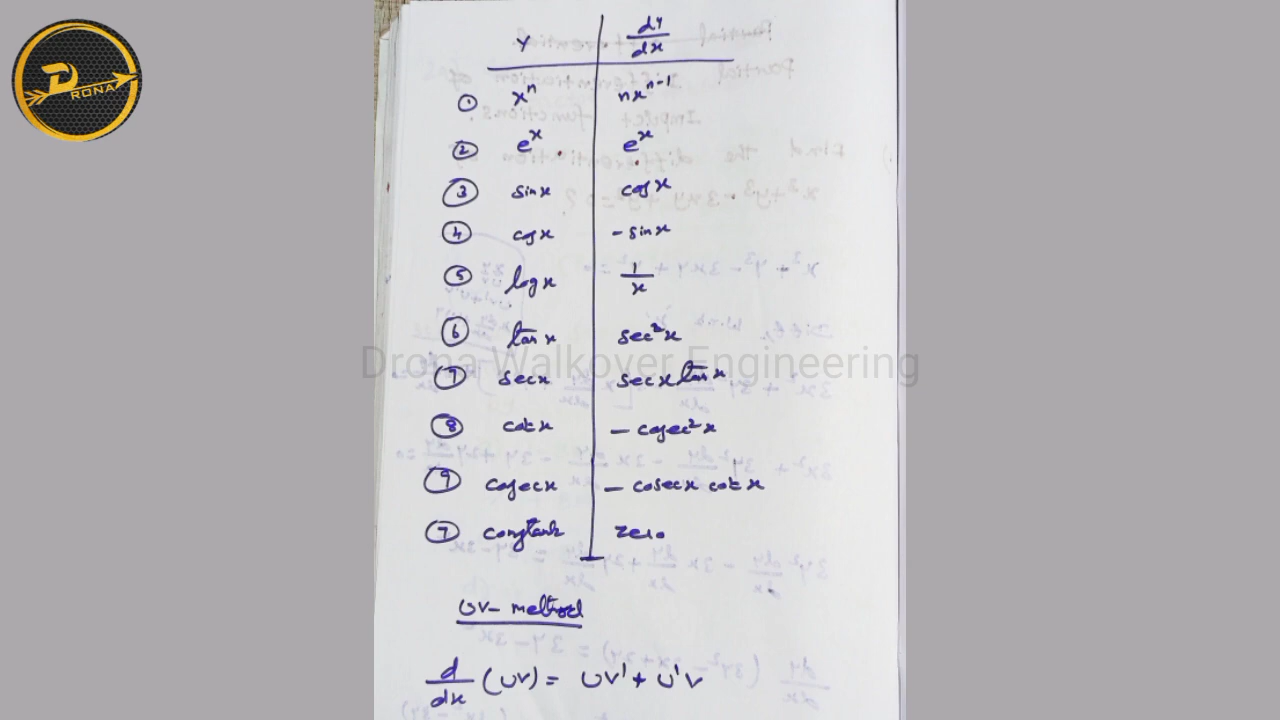 DRONA
y | dy/dx
① xⁿ | nxⁿ⁻¹
② eˣ | eˣ
③ sinx | cosx
④ cosx | - sinx
⑤ logx | 1/x
⑥ tanx | sec²x
Drona Walkover Engineering
⑦ secx | secx tanx
⑧ cotx | - cosec²x
⑨ cosecx | - cosecx cotx
⑦ constant | zero
UV- method
d/dx (UV) = UV' + U'V